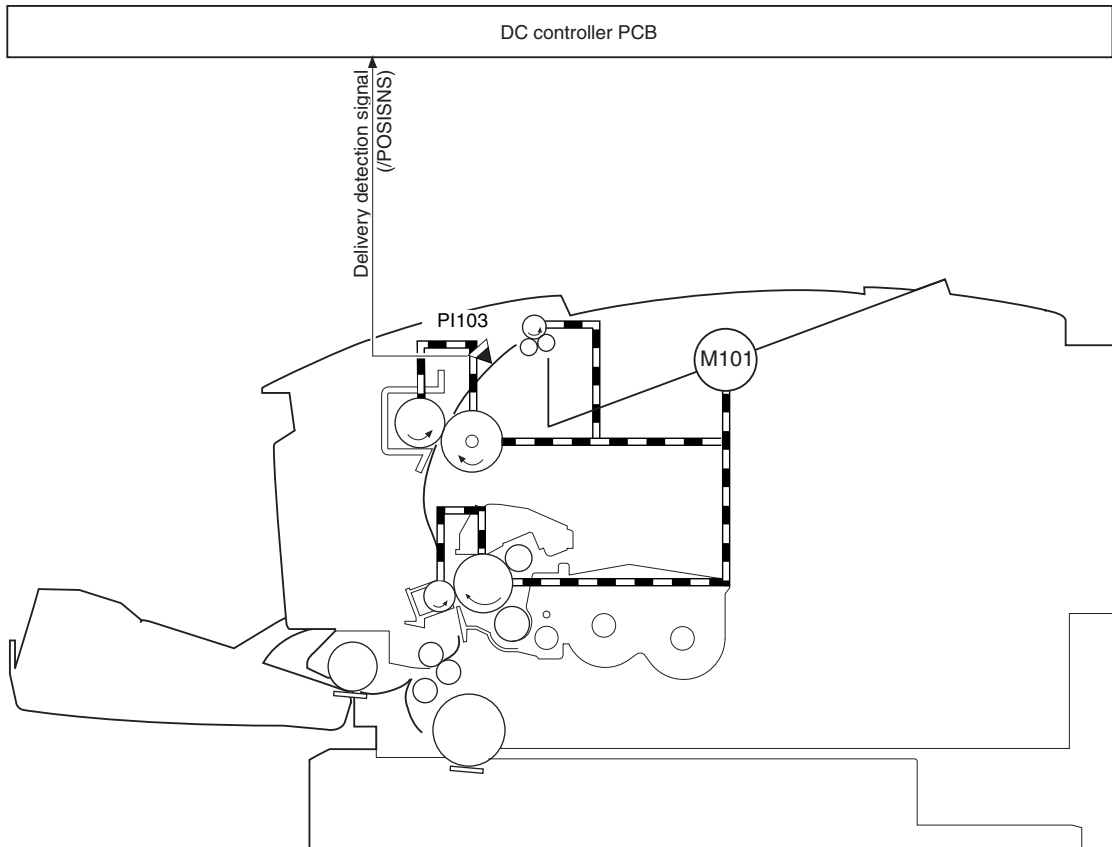 DC controller PCB
Delivery detection signal
(/POSISNS)
PI103
M101